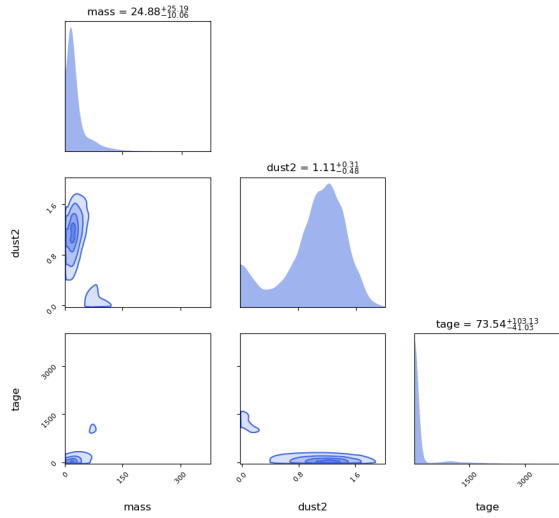 mass = 24.88+25.19−10.06
dust2 = 1.11+0.31−0.48
tage = 73.54+103.13−41.03
dust2
1.6
0.8
0.0
tage
3000
1500
0
0
150
300
mass
0.0
0.8
1.6
dust2
1500
3000
tage